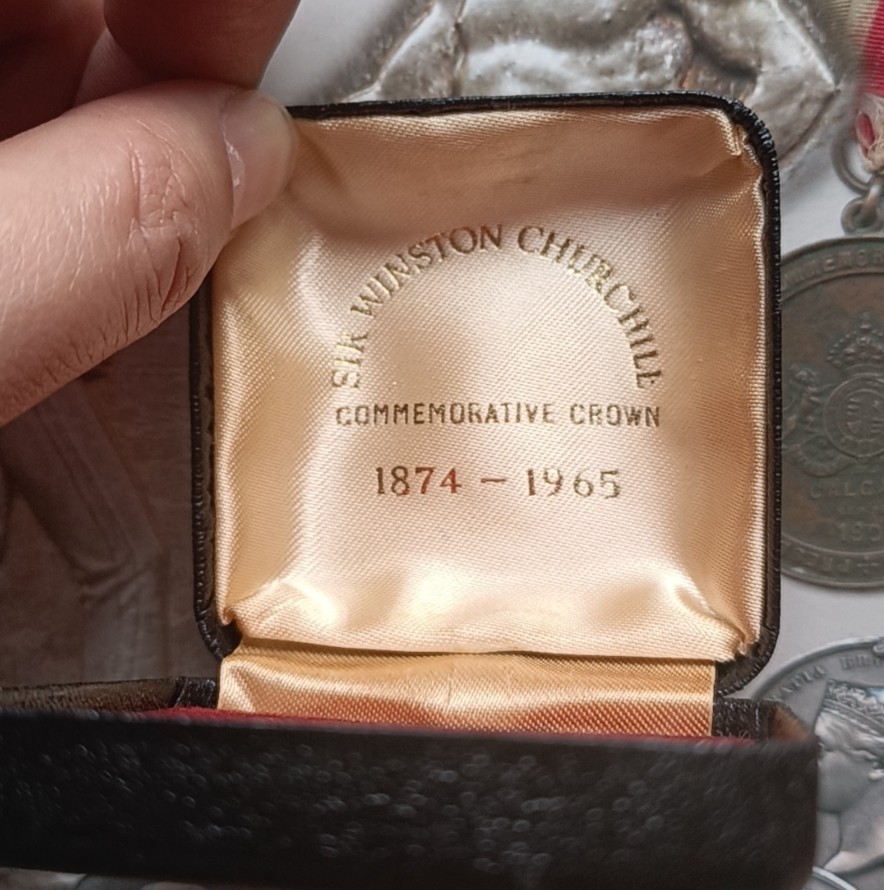 SIR WINSTON CHURCHILL
COMMEMORATIVE CROWN
1874 – 1965